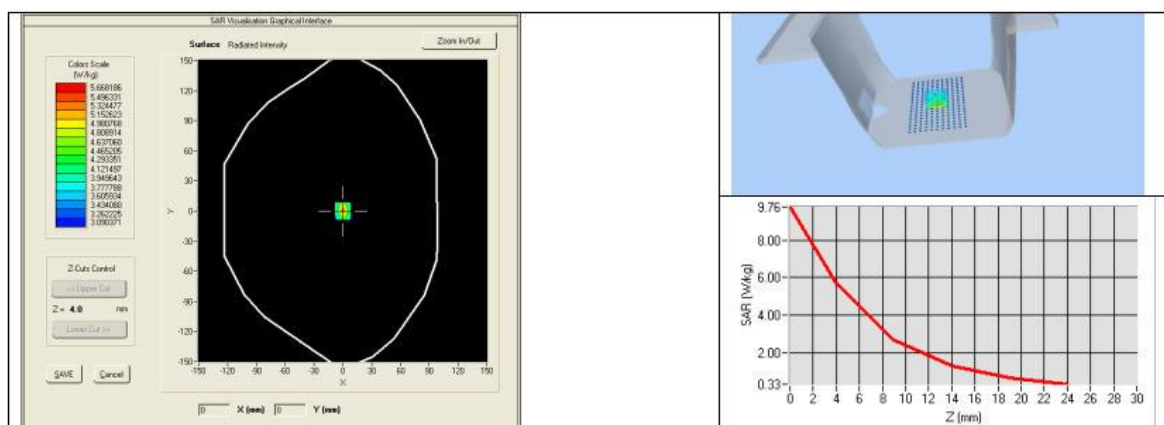 SAR Visualisation Graphical Interface
Surface Radiated Intensity
Zoom In/Out
Colors Scale
(W/kg)
5.668186
5.496331
5.324477
5.152623
4.980768
4.808914
4.637060
4.465205
4.293351
4.121497
3.949643
3.777788
3.605934
3.434080
3.262225
3.090371
Z-Cuts Control
<< Upper Cut
Z = 4.0 mm
Lower Cut >>
SAVE Cancel
150
120
90
60
30
0
-30
-60
-90
-120
-150
Y
-150 -120 -90 -60 -30 0 30 60 90 120 150
X
0 X (mm) 0 Y (mm)
9.76
8.00
6.00
4.00
2.00
0.33
SAR (W/kg)
0 2 4 6 8 10 12 14 16 18 20 22 24 26 28 30
Z (mm)